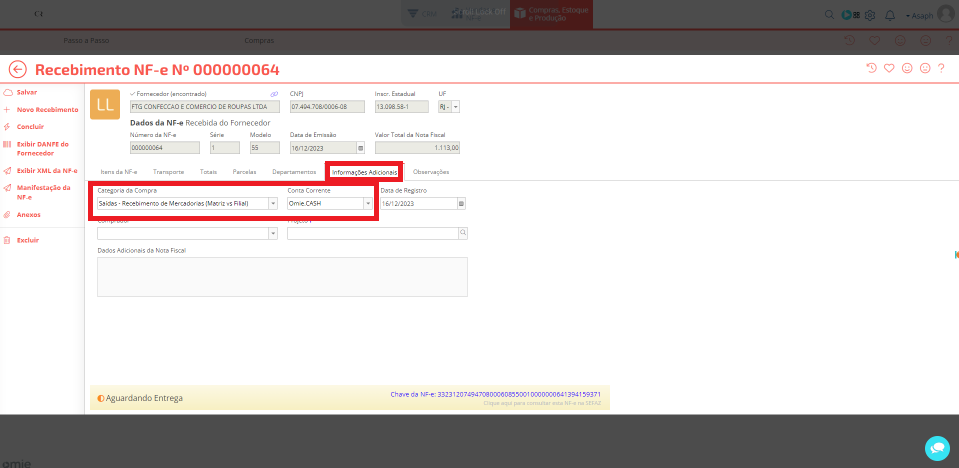 CRM
Compras, Estoque
e Produção
Asaph
Passo a Passo
Compras
Recebimento NF-e Nº 000000064
Salvar
Novo Recebimento
Concluir
Exibir DANFE do
Fornecedor
Exibir XML da NF-e
Manifestação da
NF-e
Anexos
Excluir
LL
Fornecedor (encontrado)
CNPJ
Inscr. Estadual
UF
FTG CONFECCAO E COMERCIO DE ROUPAS LTDA
07.494.708/0006-08
13.098.58-1
RJ -
Dados da NF-e Recebida do Fornecedor
Número da NF-e
Série
Modelo
Data de Emissão
Valor Total da Nota Fiscal
000000064
1
55
16/12/2023
1.113,00
Itens da NF-e
Transporte
Totais
Parcelas
Departamentos
Informações Adicionais
Observações
Categoria da Compra
Conta Corrente
Data de Registro
Saídas - Recebimento de Mercadorias (Matriz vs Filial)
Omie.CASH
16/12/2023
Dados Adicionais da Nota Fiscal
Aguardando Entrega
Chave da NF-e: 33231207494708000608550010000000641394159371
Clique aqui para consultar esta NF-e na SEFAZ
omie